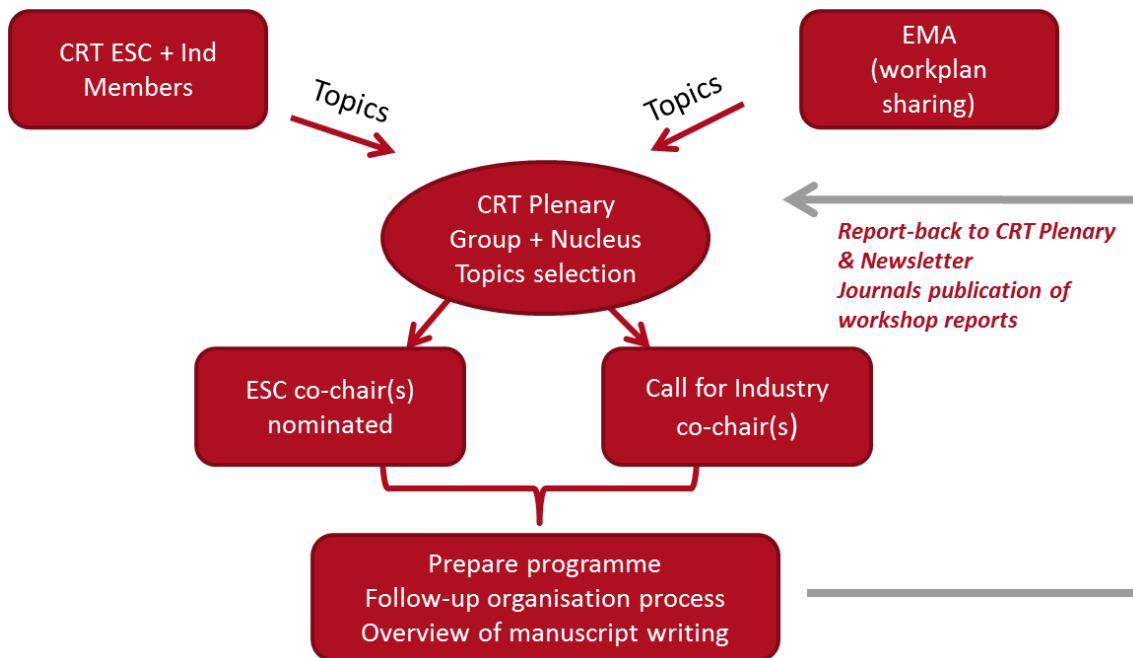 CRT ESC + Ind
Members
EMA
(workplan
sharing)
Topics
Topics
CRT Plenary
Group + Nucleus
Topics selection
Report-back to CRT Plenary
& Newsletter
Journals publication of
workshop reports
ESC co-chair(s)
nominated
Call for Industry
co-chair(s)
Prepare programme
Follow-up organisation process
Overview of manuscript writing